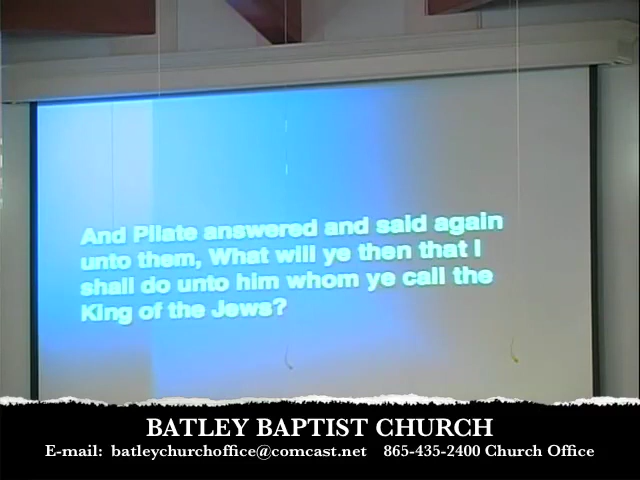 And Pilate answered and said again
unto them, What will ye then that I
shall do unto him whom ye call the
King of the Jews?
BATLEY BAPTIST CHURCH
E-mail: batleychurchoffice@comcast.net 865-435-2400 Church Office